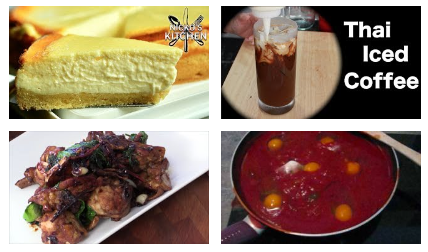 NICKO'S
KITCHEN
Thai
Iced
Coffee